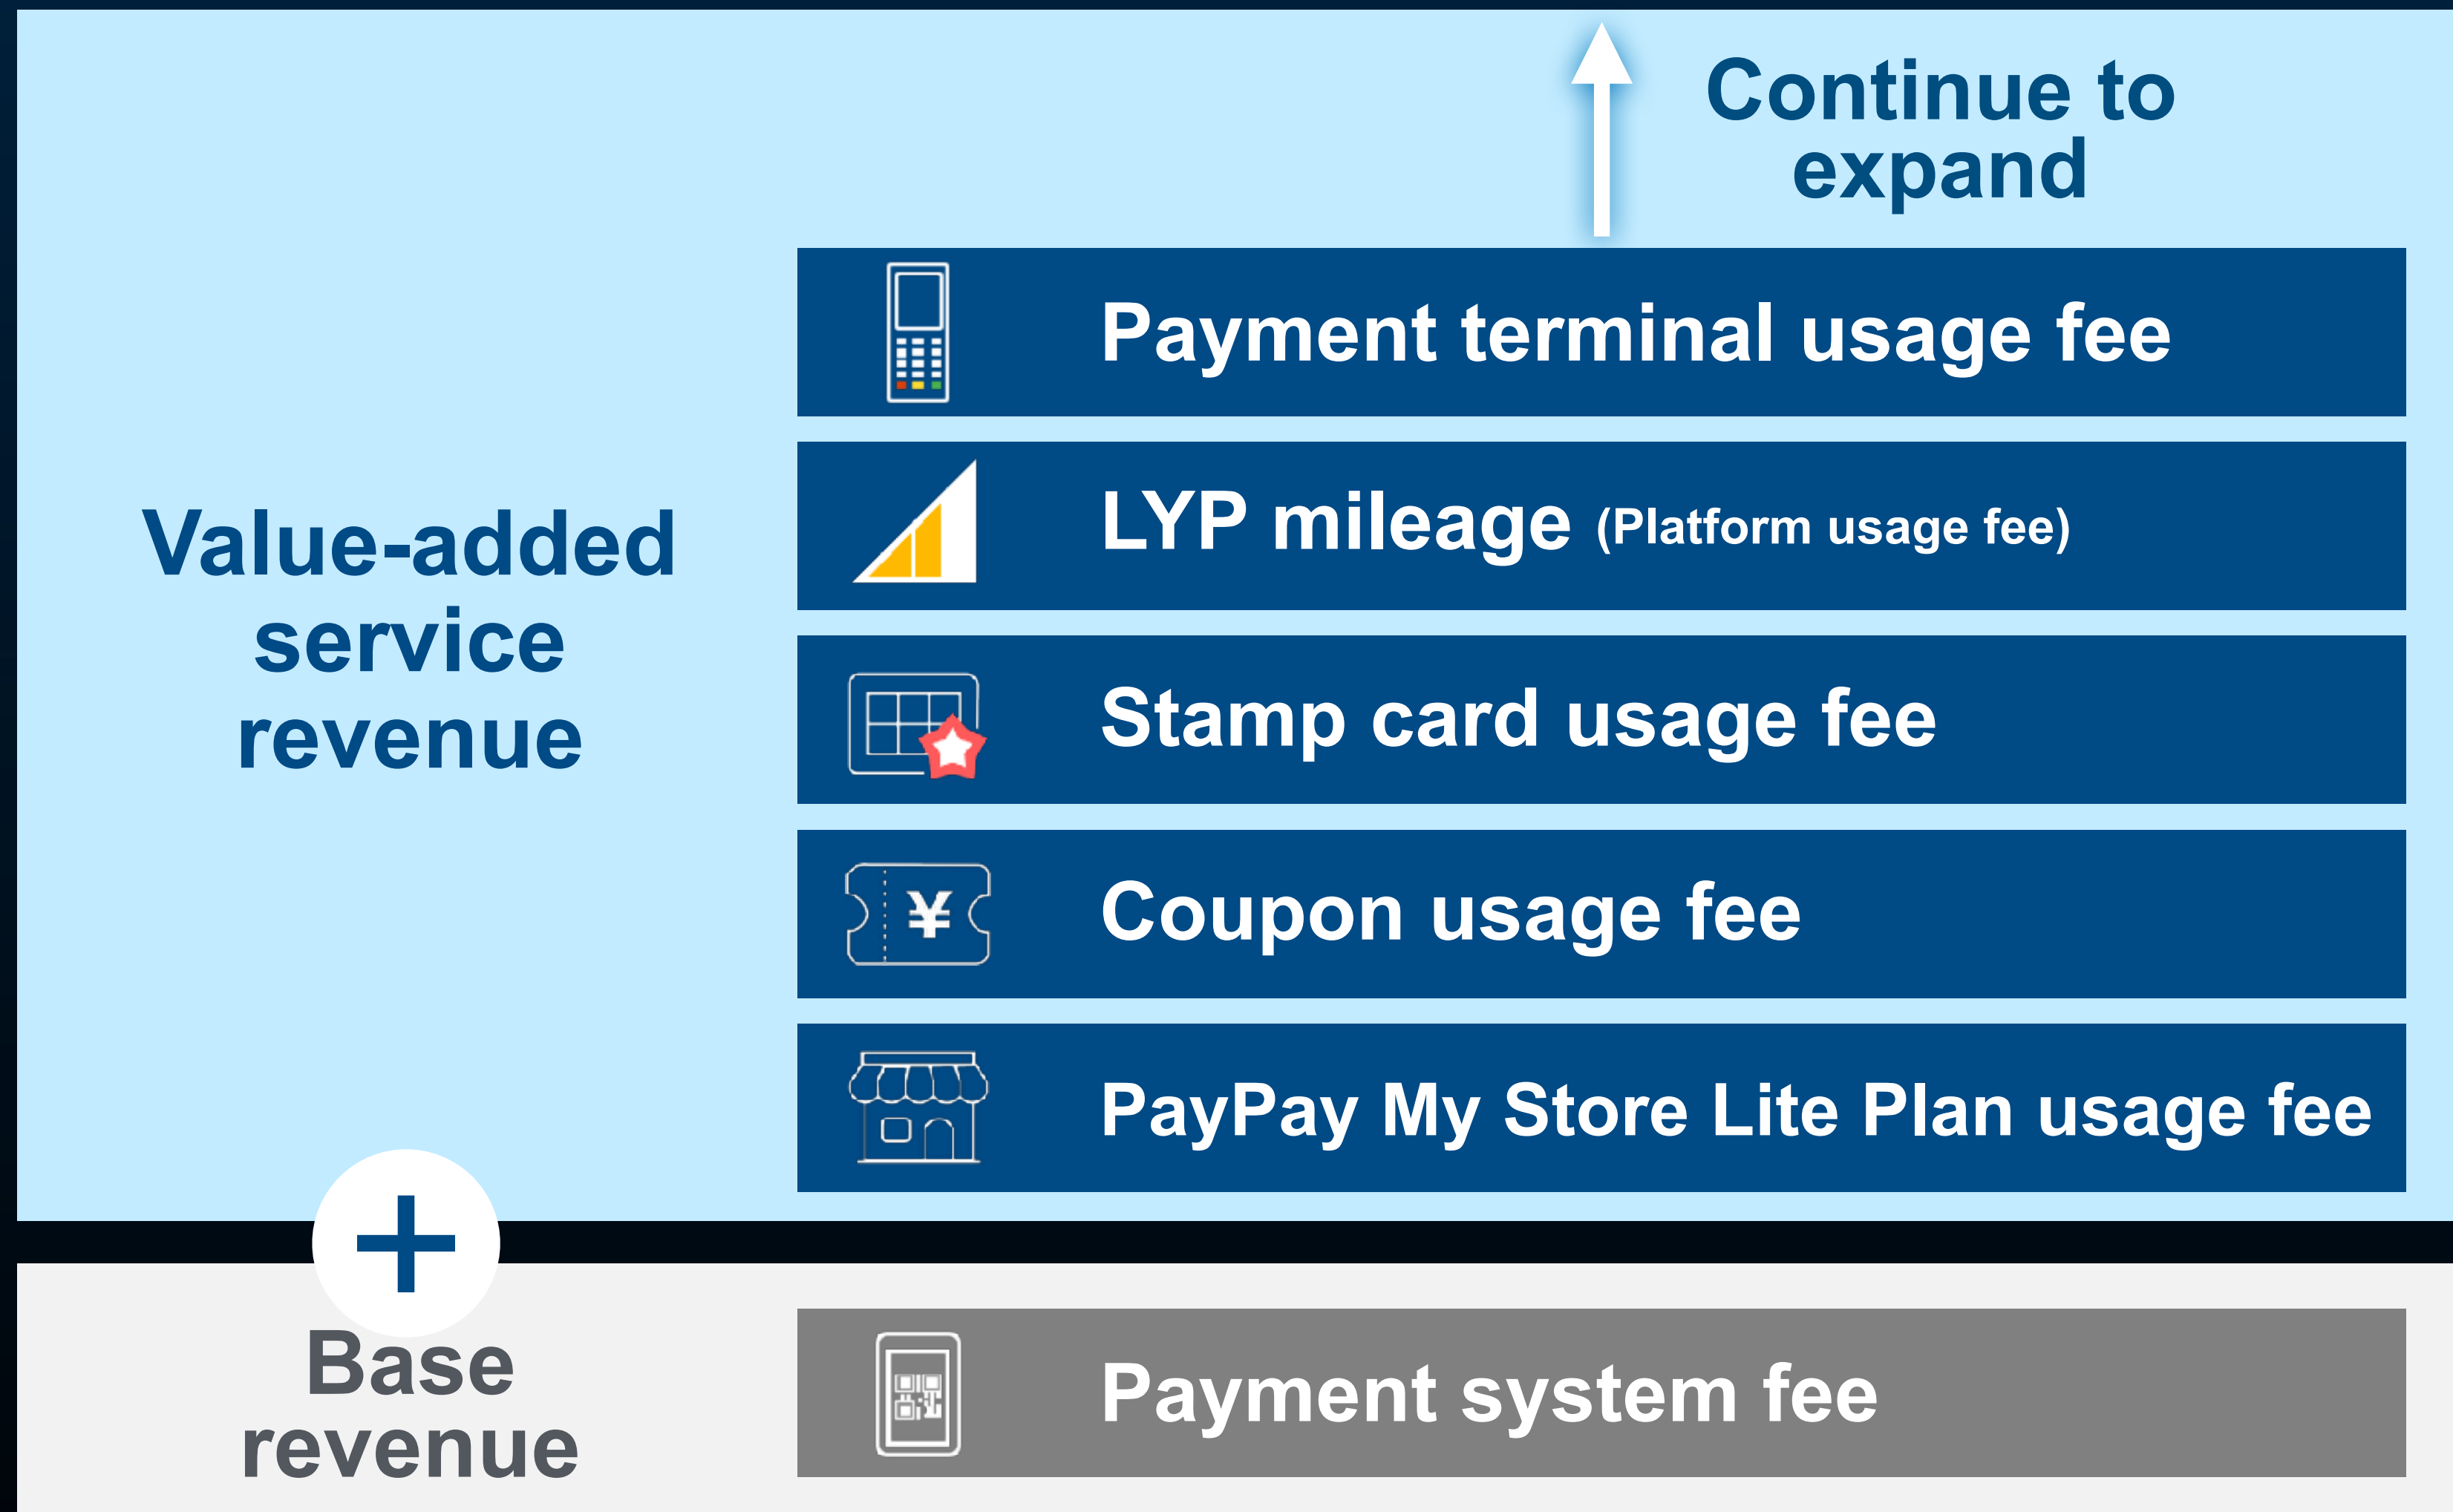 Continue to
expand
Value-added
service
revenue
Payment terminal usage fee
LYP mileage (Platform usage fee)
Stamp card usage fee
¥
Coupon usage fee
PayPay My Store Lite Plan usage fee
+
Base
revenue
Payment system fee